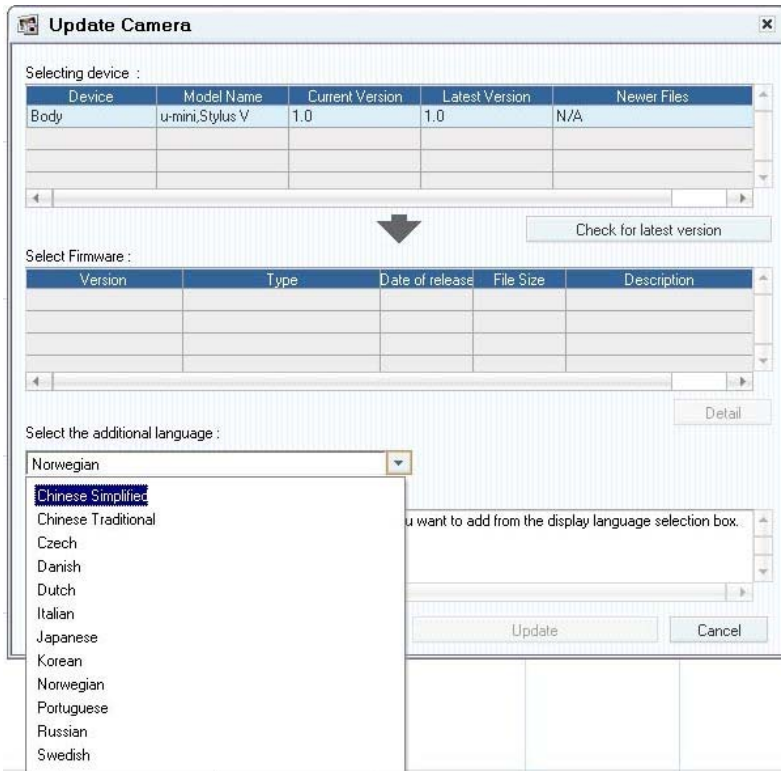 Update Camera
Selecting device :
Device Model Name Current Version Latest Version Newer Files
Body u-mini,Stylus V 1.0 1.0 N/A
Check for latest version
Select Firmware :
Version Type Date of release File Size Description
Detail
Select the additional language :
Norwegian
Chinese Simplified
Chinese Traditional
u want to add from the display language selection box.
Czech
Danish
Dutch
Italian
Update Cancel
Japanese
Korean
Norwegian
Portuguese
Russian
Swedish